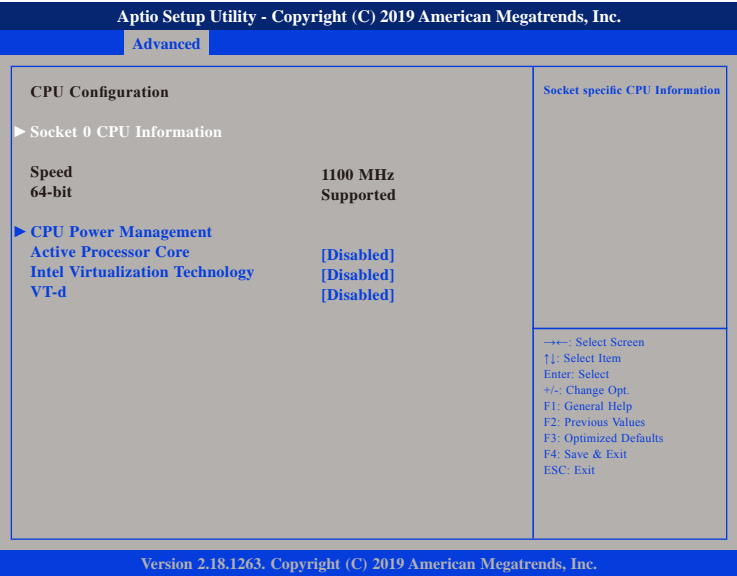 Aptio Setup Utility - Copyright (C) 2019 American Megatrends, Inc.
Advanced
CPU Configuration
Socket specific CPU Information
► Socket 0 CPU Information
Speed 1100 MHz
64-bit Supported
► CPU Power Management
Active Processor Core [Disabled]
Intel Virtualization Technology [Disabled]
VT-d [Disabled]
→←: Select Screen
↑↓: Select Item
Enter: Select
+/-: Change Opt.
F1: General Help
F2: Previous Values
F3: Optimized Defaults
F4: Save & Exit
ESC: Exit
Version 2.18.1263. Copyright (C) 2019 American Megatrends, Inc.